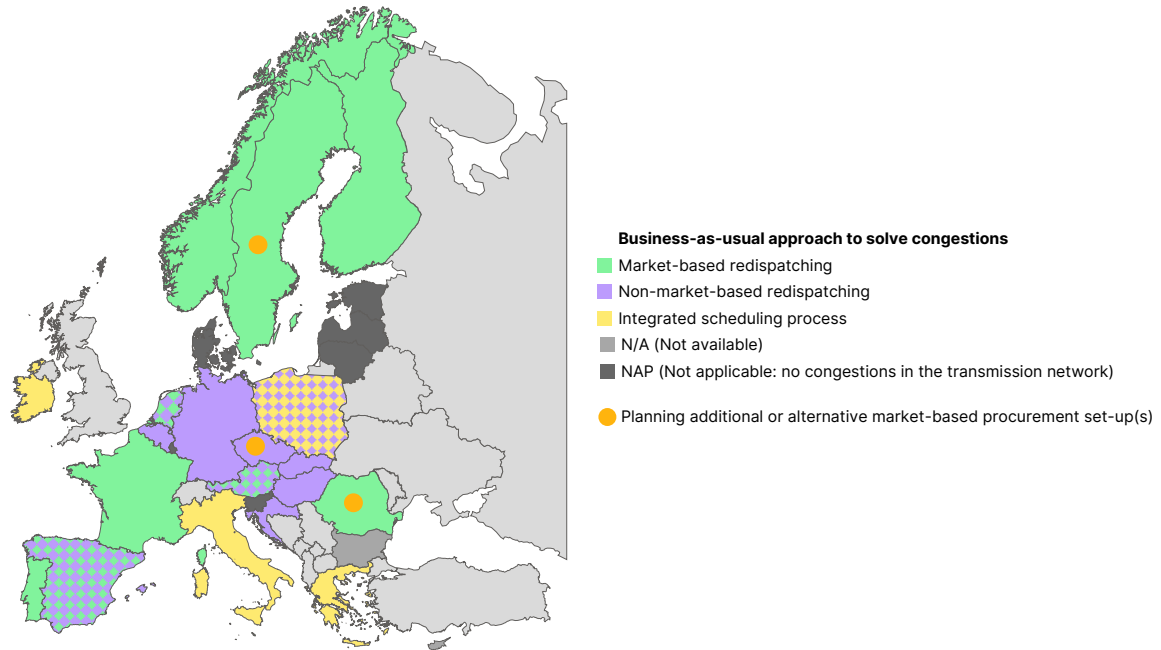 Business-as-usual approach to solve congestions
Market-based redispatching
Non-market-based redispatching
Integrated scheduling process
N/A (Not available)
NAP (Not applicable: no congestions in the transmission network)
Planning additional or alternative market-based procurement set-up(s)